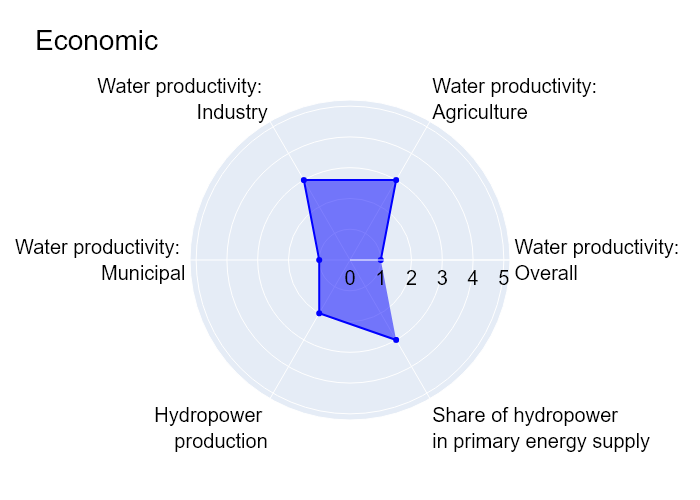 Economic
Water productivity:
Industry
Water productivity:
Agriculture
Water productivity:
Municipal
Water productivity:
Overall
0 1 2 3 4 5
Hydropower
production
Share of hydropower
in primary energy supply